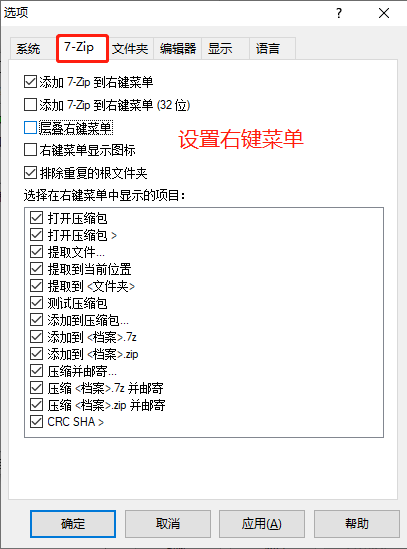 选项
系统
7-Zip
文件夹
编辑器
显示
语言
添加 7-Zip 到右键菜单
添加 7-Zip 到右键菜单 (32 位)
层叠右键菜单
设置右键菜单
右键菜单显示图标
排除重复的根文件夹
选择在右键菜单中显示的项目：
打开压缩包
打开压缩包 >
提取文件...
提取到当前位置
提取到 <文件夹>
测试压缩包
添加到压缩包...
添加到 <档案>.7z
添加到 <档案>.zip
压缩并邮寄...
压缩 <档案>.7z 并邮寄
压缩 <档案>.zip 并邮寄
CRC SHA >
确定
取消
应用(A)
帮助